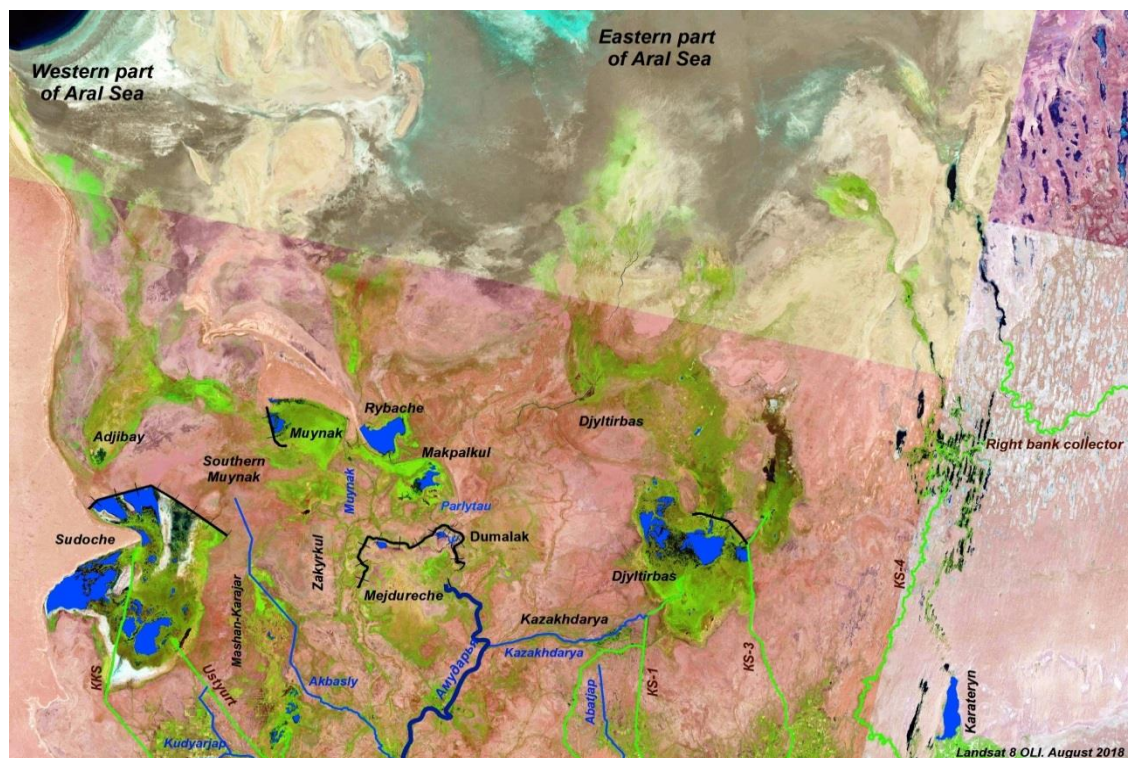 Western part
of Aral Sea
Eastern part
of Aral Sea
Adjibay
Southern
Muynak
Muynak
Rybache
Makpalkul
Muynak
Parlytau
Djyltirbas
Right bank collector
Sudoche
Dumalak
Zakyrkul
Mejdureche
Mashan-Karajar
Djyltirbas
KS-4
Kazakhdarya
Kazakhdarya
Амударья
KKS
Ustyurt
Akbasly
Abatjap
KS-1
KS-3
Karateryn
Kudyarjap
Landsat 8 OLI. August 2018